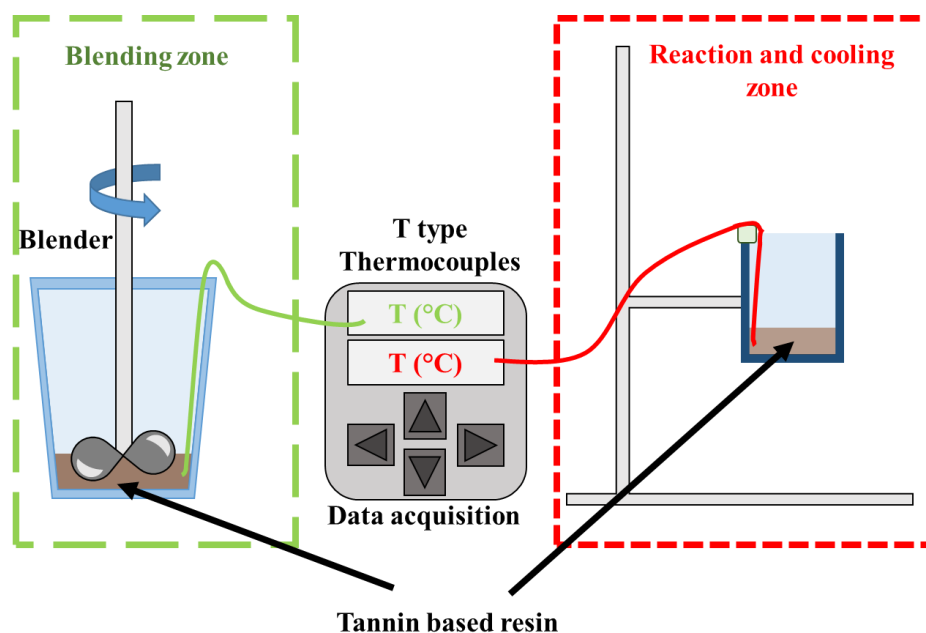 Blending zone
Reaction and cooling
zone
Blender
T type
Thermocouples
T (°C)
T (°C)
Data acquisition
Tannin based resin